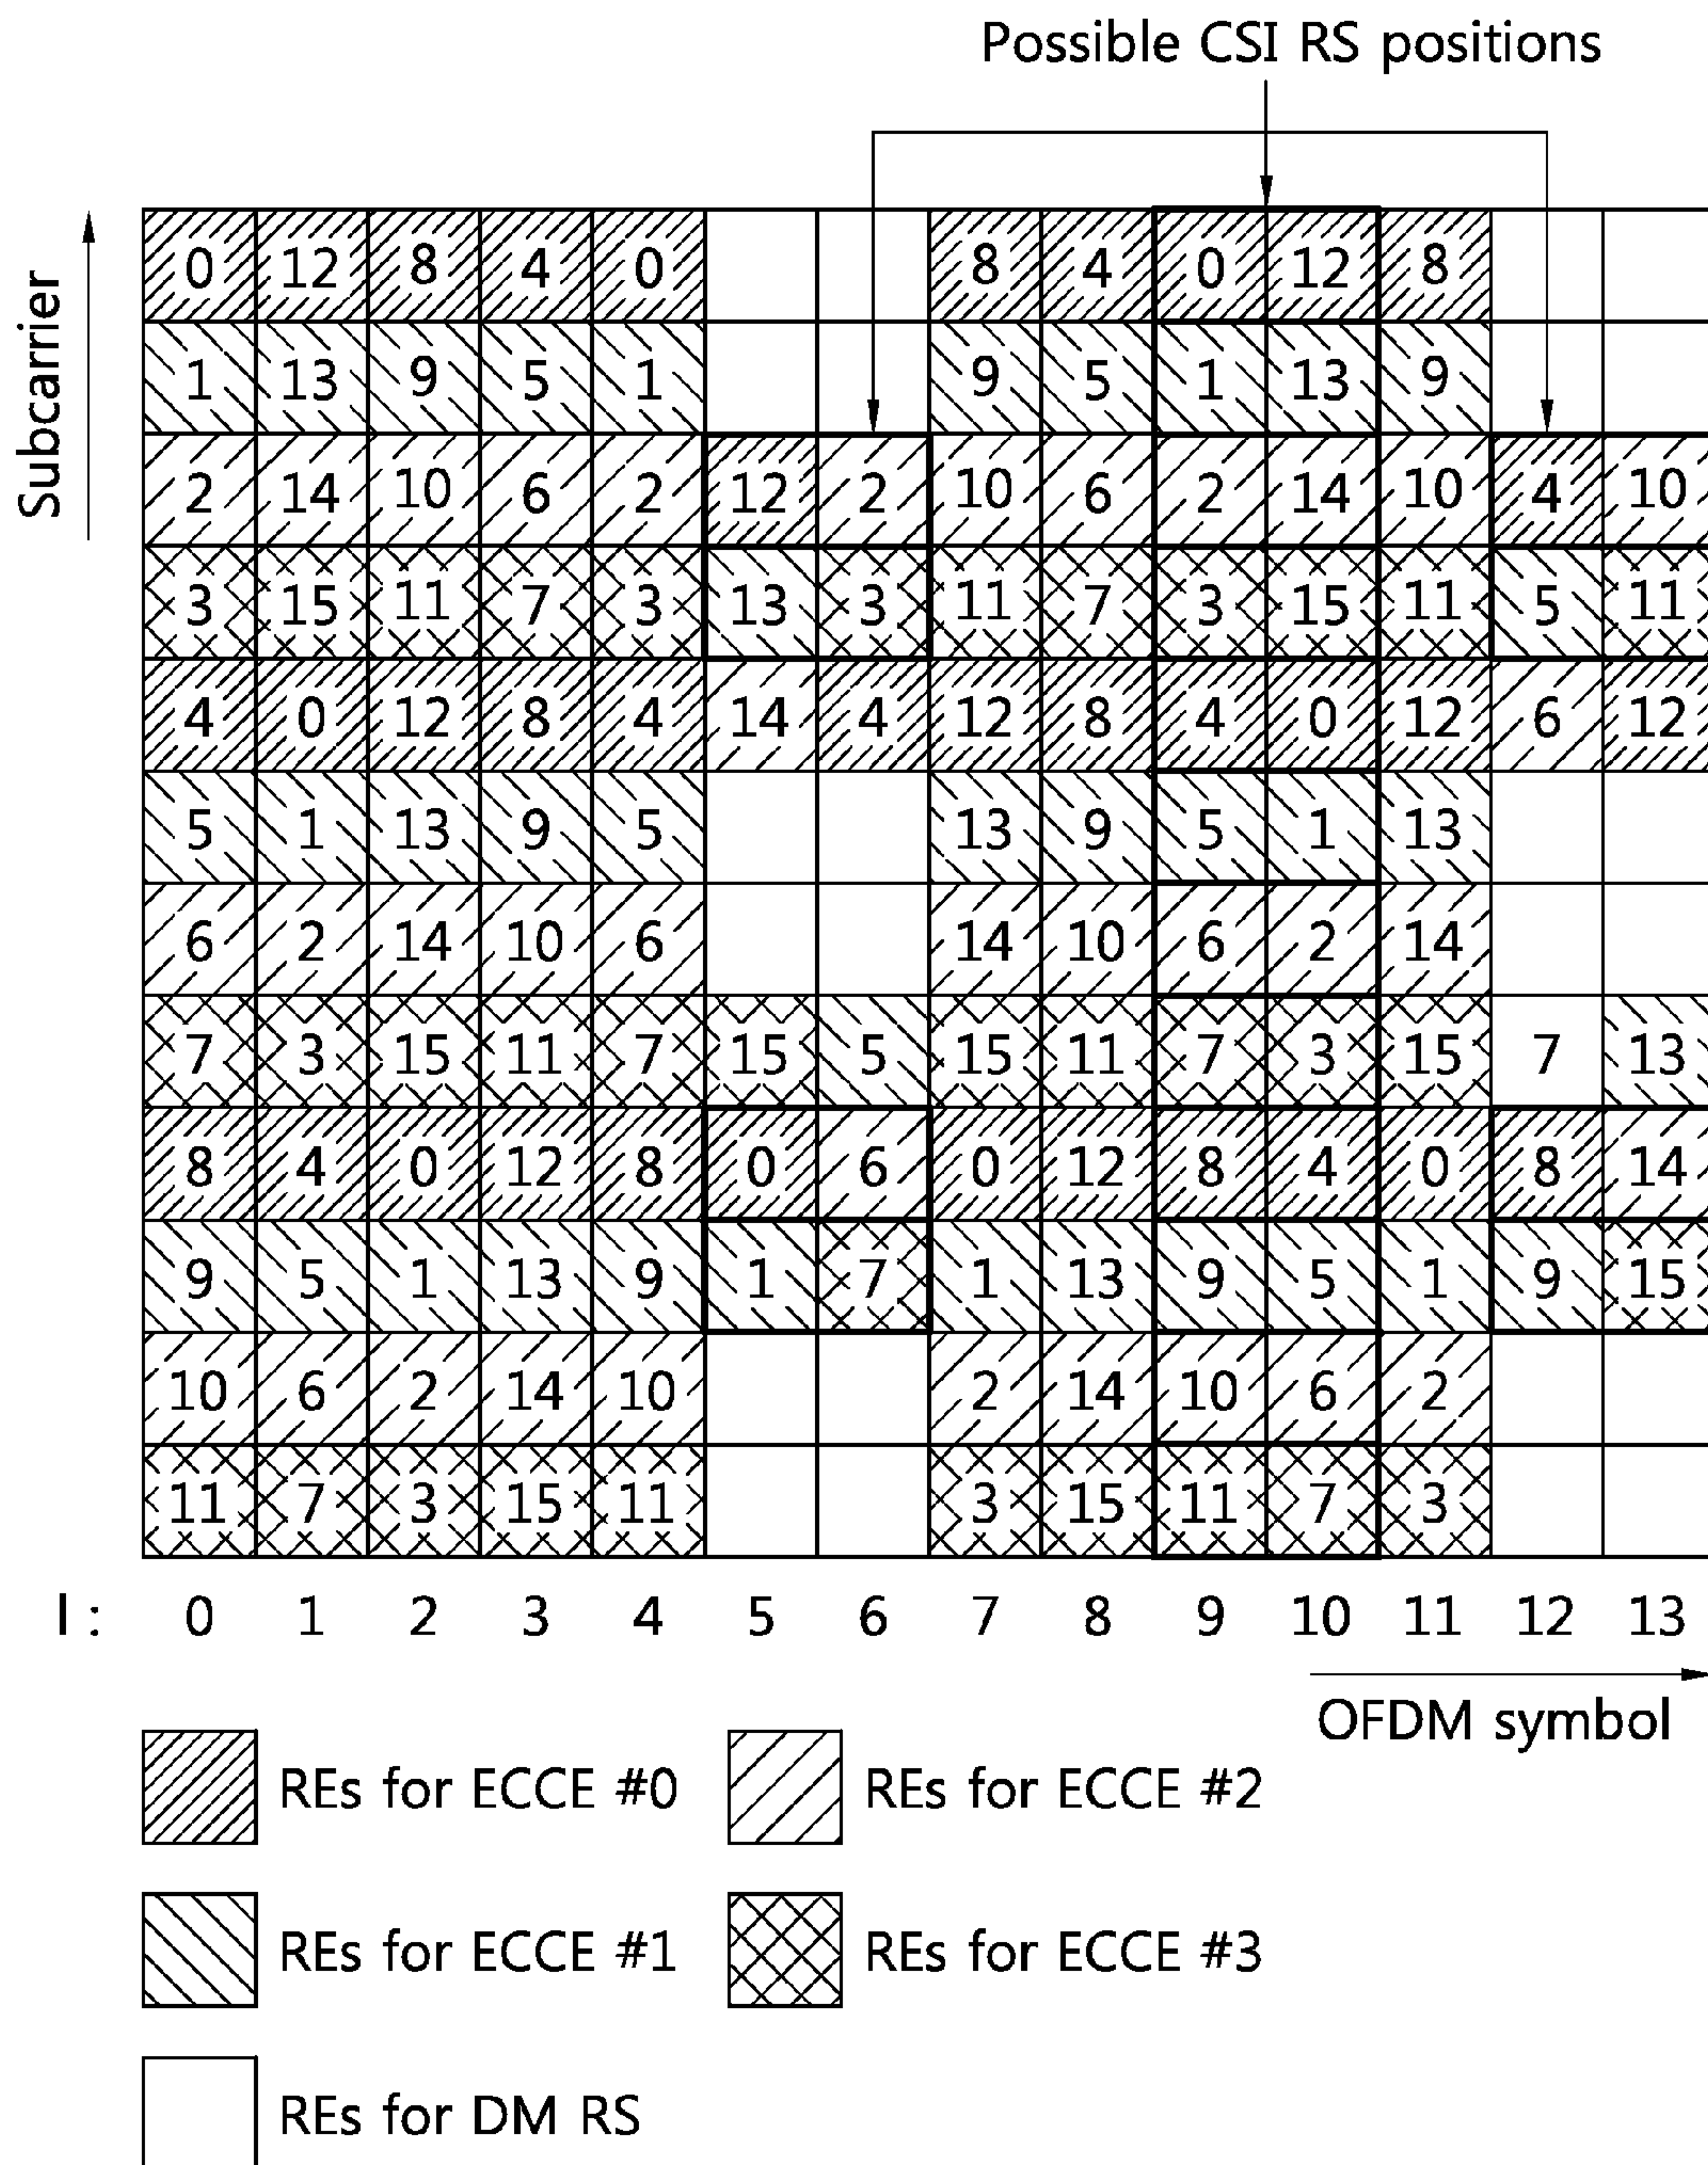 Possible CSI RS positions
Subcarrier
0 12 8 4 0 8 4 0 12 8
1 13 9 5 1 9 5 1 13 9
2 14 10 6 2 12 2 10 6 2 14 10 4 10
3 15 11 7 3 13 3 11 7 3 15 11 5 11
4 0 12 8 4 14 4 12 8 4 0 12 6 12
5 1 13 9 5 13 9 5 1 13
6 2 14 10 6 14 10 6 2 14
7 3 15 11 7 15 5 15 11 7 3 15 7 13
8 4 0 12 8 0 6 0 12 8 4 0 8 14
9 5 1 13 9 1 7 1 13 9 5 1 9 15
10 6 2 14 10 2 14 10 6 2
11 7 3 15 11 3 15 11 7 3
l : 0 1 2 3 4 5 6 7 8 9 10 11 12 13
OFDM symbol
REs for ECCE #0
REs for ECCE #2
REs for ECCE #1
REs for ECCE #3
REs for DM RS